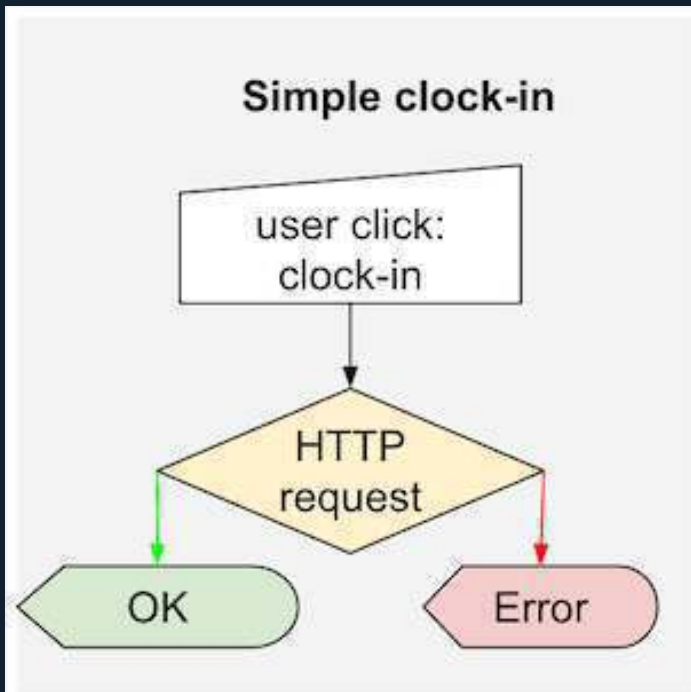 Simple clock-in
user click:
clock-in
HTTP
request
OK
Error